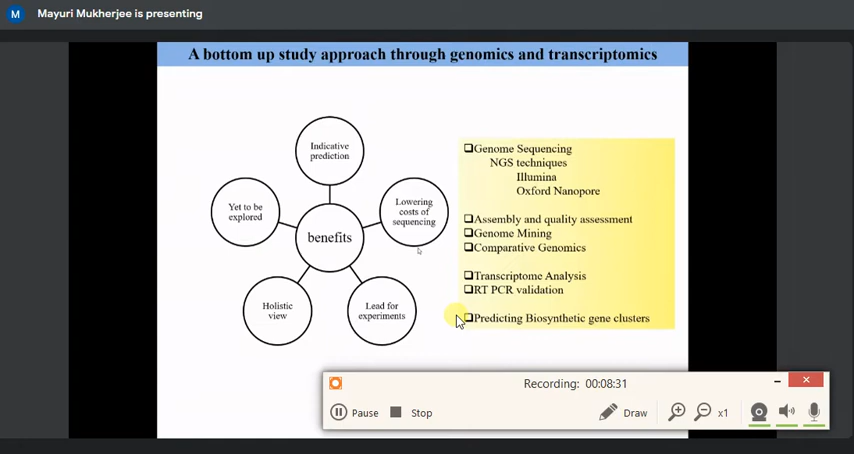 M Mayuri Mukherjee is presenting
A bottom up study approach through genomics and transcriptomics
Indicative
prediction
Yet to be
explored
Lowering
costs of
sequencing
benefits
Holistic
view
Lead for
experiments
❑Genome Sequencing
NGS techniques
Illumina
Oxford Nanopore
❑Assembly and quality assessment
❑Genome Mining
❑Comparative Genomics
❑Transcriptome Analysis
❑RT PCR validation
❑Predicting Biosynthetic gene clusters
Recording: 00:08:31
Pause Stop Draw x1